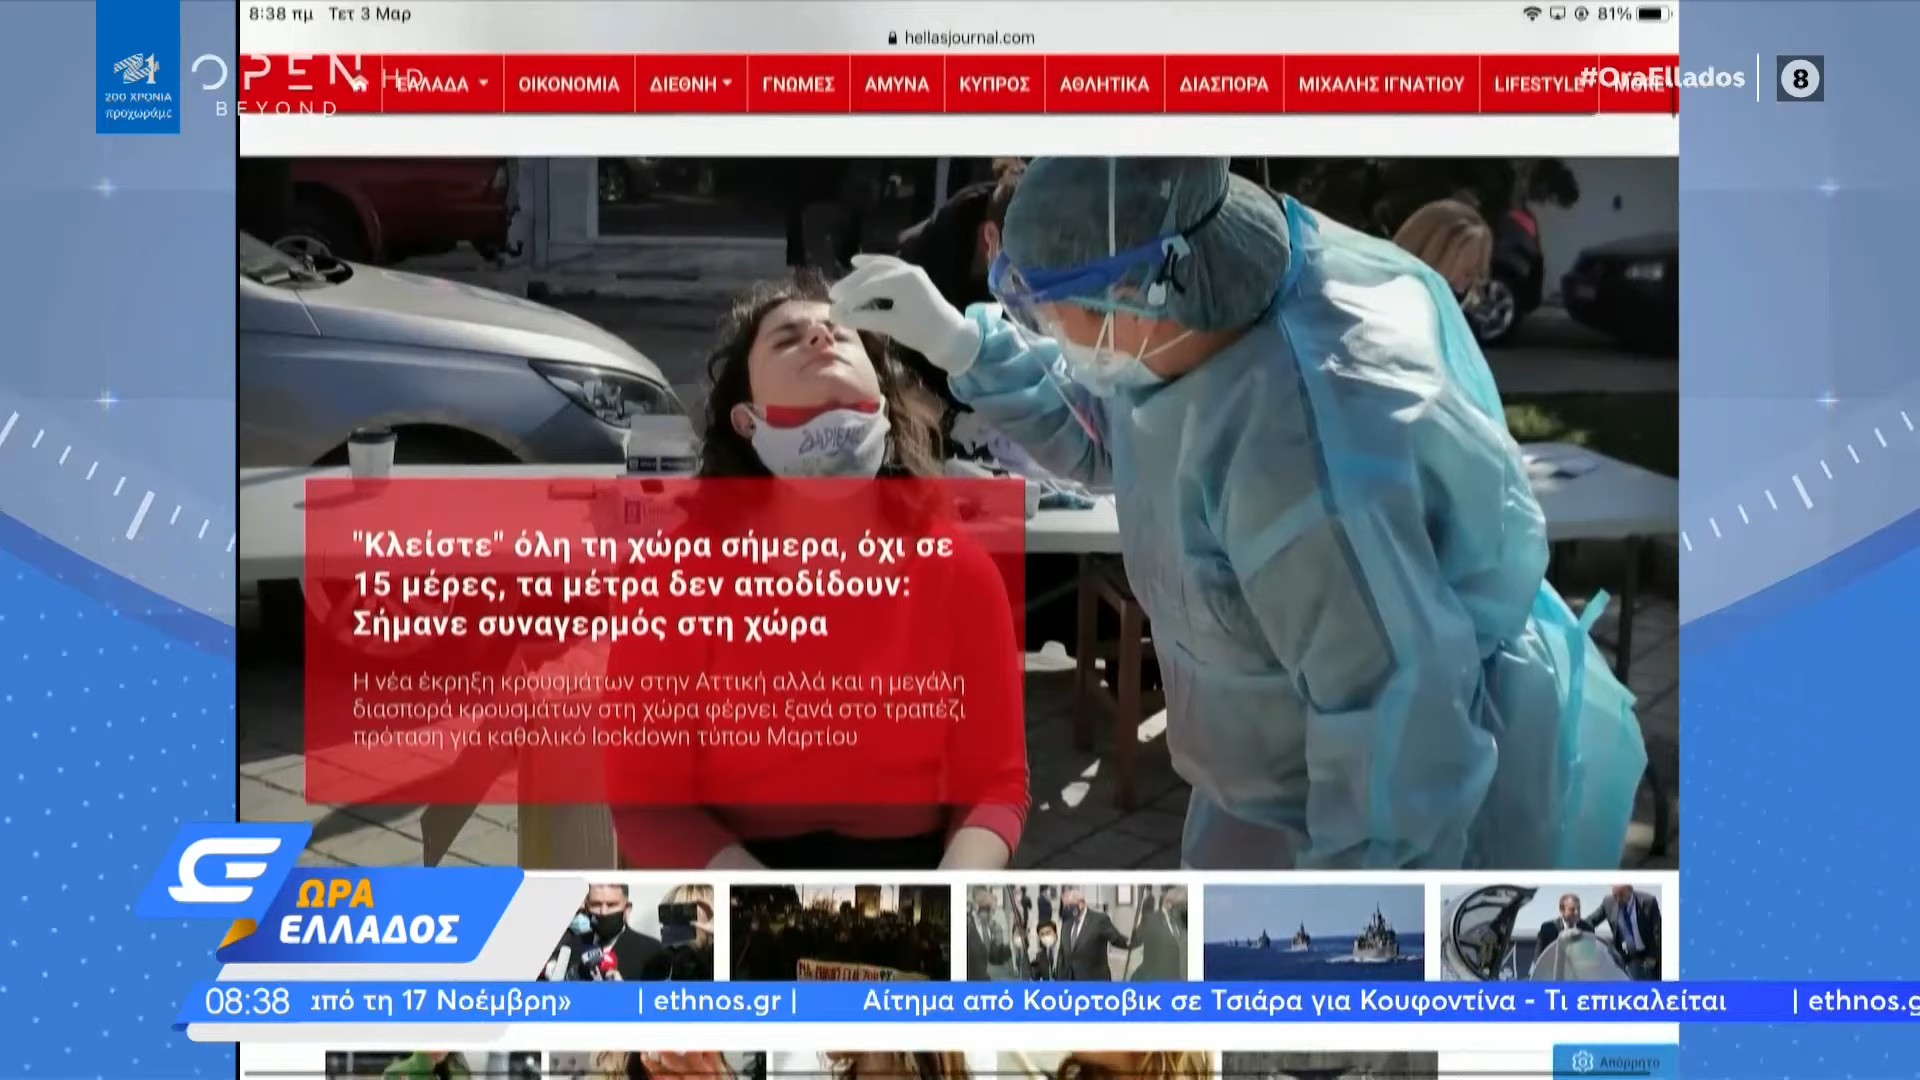 8:38 πμ Τετ 3 Μαρ
81%
hellasjournal.com
200 ΧΡΟΝΙΑ
προχωράμε
OPEN HD
BEYOND
ΕΛΛΑΔΑ ΟΙΚΟΝΟΜΙΑ ΔΙΕΘΝΗ ΓΝΩΜΕΣ ΑΜΥΝΑ ΚΥΠΡΟΣ ΑΘΛΗΤΙΚΑ ΔΙΑΣΠΟΡΑ ΜΙΧΑΛΗΣ ΙΓΝΑΤΙΟΥ LIFESTYLE MORE
#OraEllados
8
"Κλείστε" όλη τη χώρα σήμερα, όχι σε
15 μέρες, τα μέτρα δεν αποδίδουν:
Σήμανε συναγερμός στη χώρα
Η νέα έκρηξη κρουσμάτων στην Αττική αλλά και η μεγάλη
διασπορά κρουσμάτων στη χώρα φέρνει ξανά στο τραπέζι
πρόταση για καθολικό lockdown τύπου Μαρτίου
ΩΡΑ
ΕΛΛΑΔΟΣ
08:38 από τη 17 Νοέμβρη» | ethnos.gr | Αίτημα από Κούρτοβικ σε Τσιάρα για Κουφοντίνα - Τι επικαλείται | ethnos.g
Απόρρητο